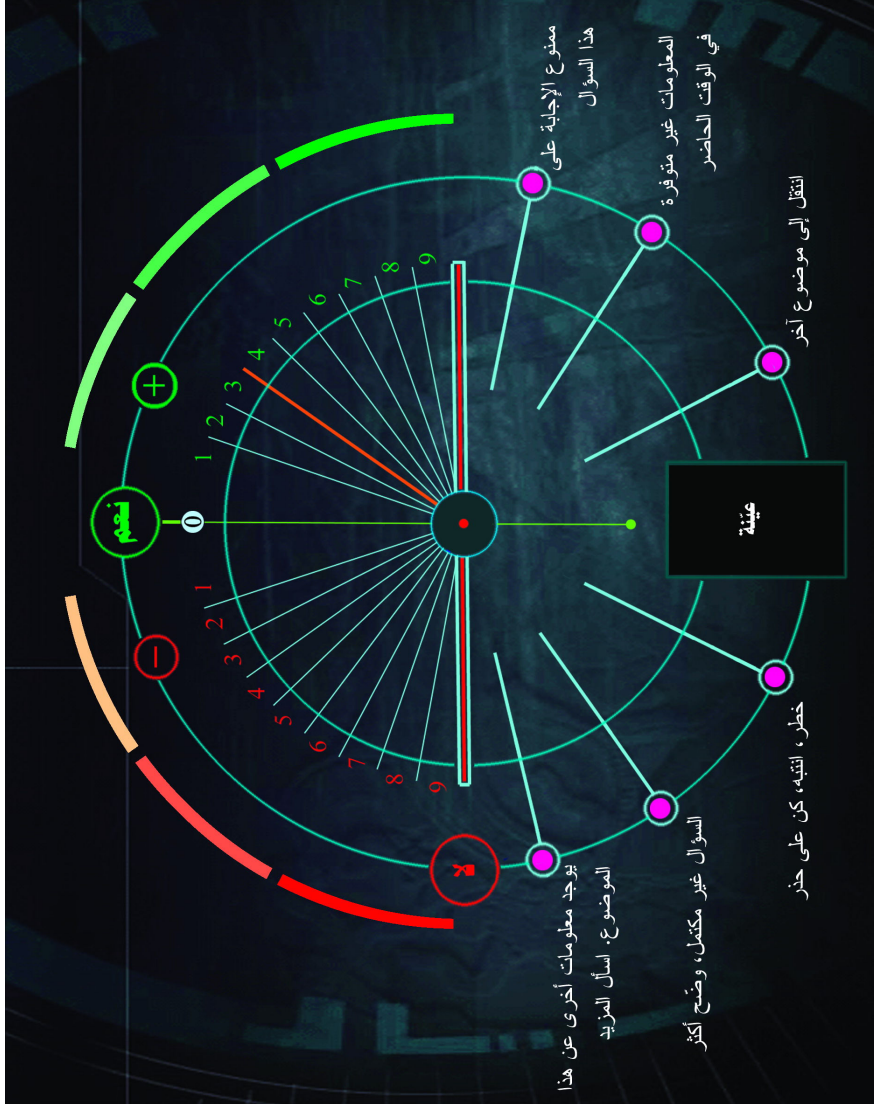 نعم
+
−
0
1
2
3
4
5
6
7
8
9
1
2
3
4
5
6
7
8
9
لا
ممنوع الإجابة على
هذا السؤال
المعلومات غير متوفرة
في الوقت الحاضر
انتقل إلى موضوع آخر
عيّنة
خطر، انتبه، كن على حذر
السؤال غير مكتمل، وضّح أكثر
يوجد معلومات أخرى عن هذا
الموضوع. اسأل المزيد